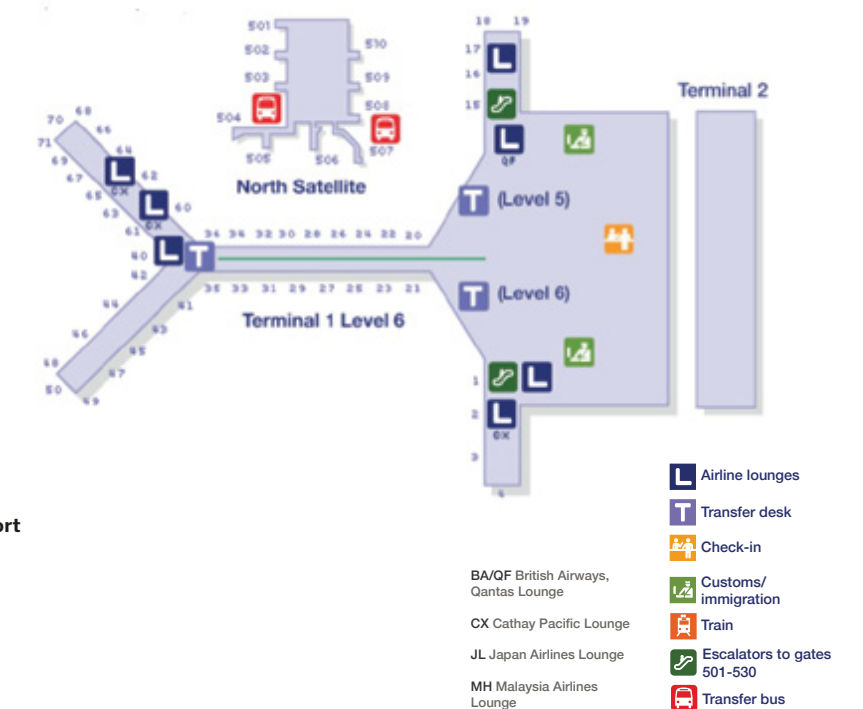 18 19
501
502
503
504
505
506
507
508
509
510
17
16
15
L
L
QF
Terminal 2
North Satellite
70 68
71 66
69 64
67 L 62
CX
65 L 60
CX
63
61
40 L T
42
44
46
48
50
49
47
45
43
41
34 32 30 28 26 24 22 20
35 33 31 29 27 25 23 21
T (Level 5)
T (Level 6)
Terminal 1 Level 6
1 L
2 L
CX
3
4
ort
L Airline lounges
T Transfer desk
Check-in
Customs/
immigration
Train
Escalators to gates
501-530
Transfer bus
BA/QF British Airways,
Qantas Lounge
CX Cathay Pacific Lounge
JL Japan Airlines Lounge
MH Malaysia Airlines
Lounge